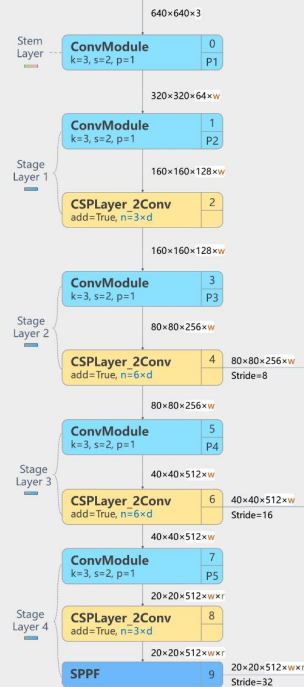 640×640×3
Stem
Layer
ConvModule
k=3, s=2, p=1
0
P1
320×320×64×w
ConvModule
k=3, s=2, p=1
1
P2
Stage
Layer 1
160×160×128×w
CSPLayer_2Conv
add=True, n=3×d
2
160×160×128×w
ConvModule
k=3, s=2, p=1
3
P3
Stage
Layer 2
80×80×256×w
CSPLayer_2Conv
add=True, n=6×d
4
80×80×256×w
Stride=8
80×80×256×w
ConvModule
k=3, s=2, p=1
5
P4
Stage
Layer 3
40×40×512×w
CSPLayer_2Conv
add=True, n=6×d
6
40×40×512×w
Stride=16
40×40×512×w
ConvModule
k=3, s=2, p=1
7
P5
20×20×512×w×r
Stage
Layer 4
CSPLayer_2Conv
add=True, n=3×d
8
20×20×512×w×r
SPPF
9
20×20×512×w×r
Stride=32